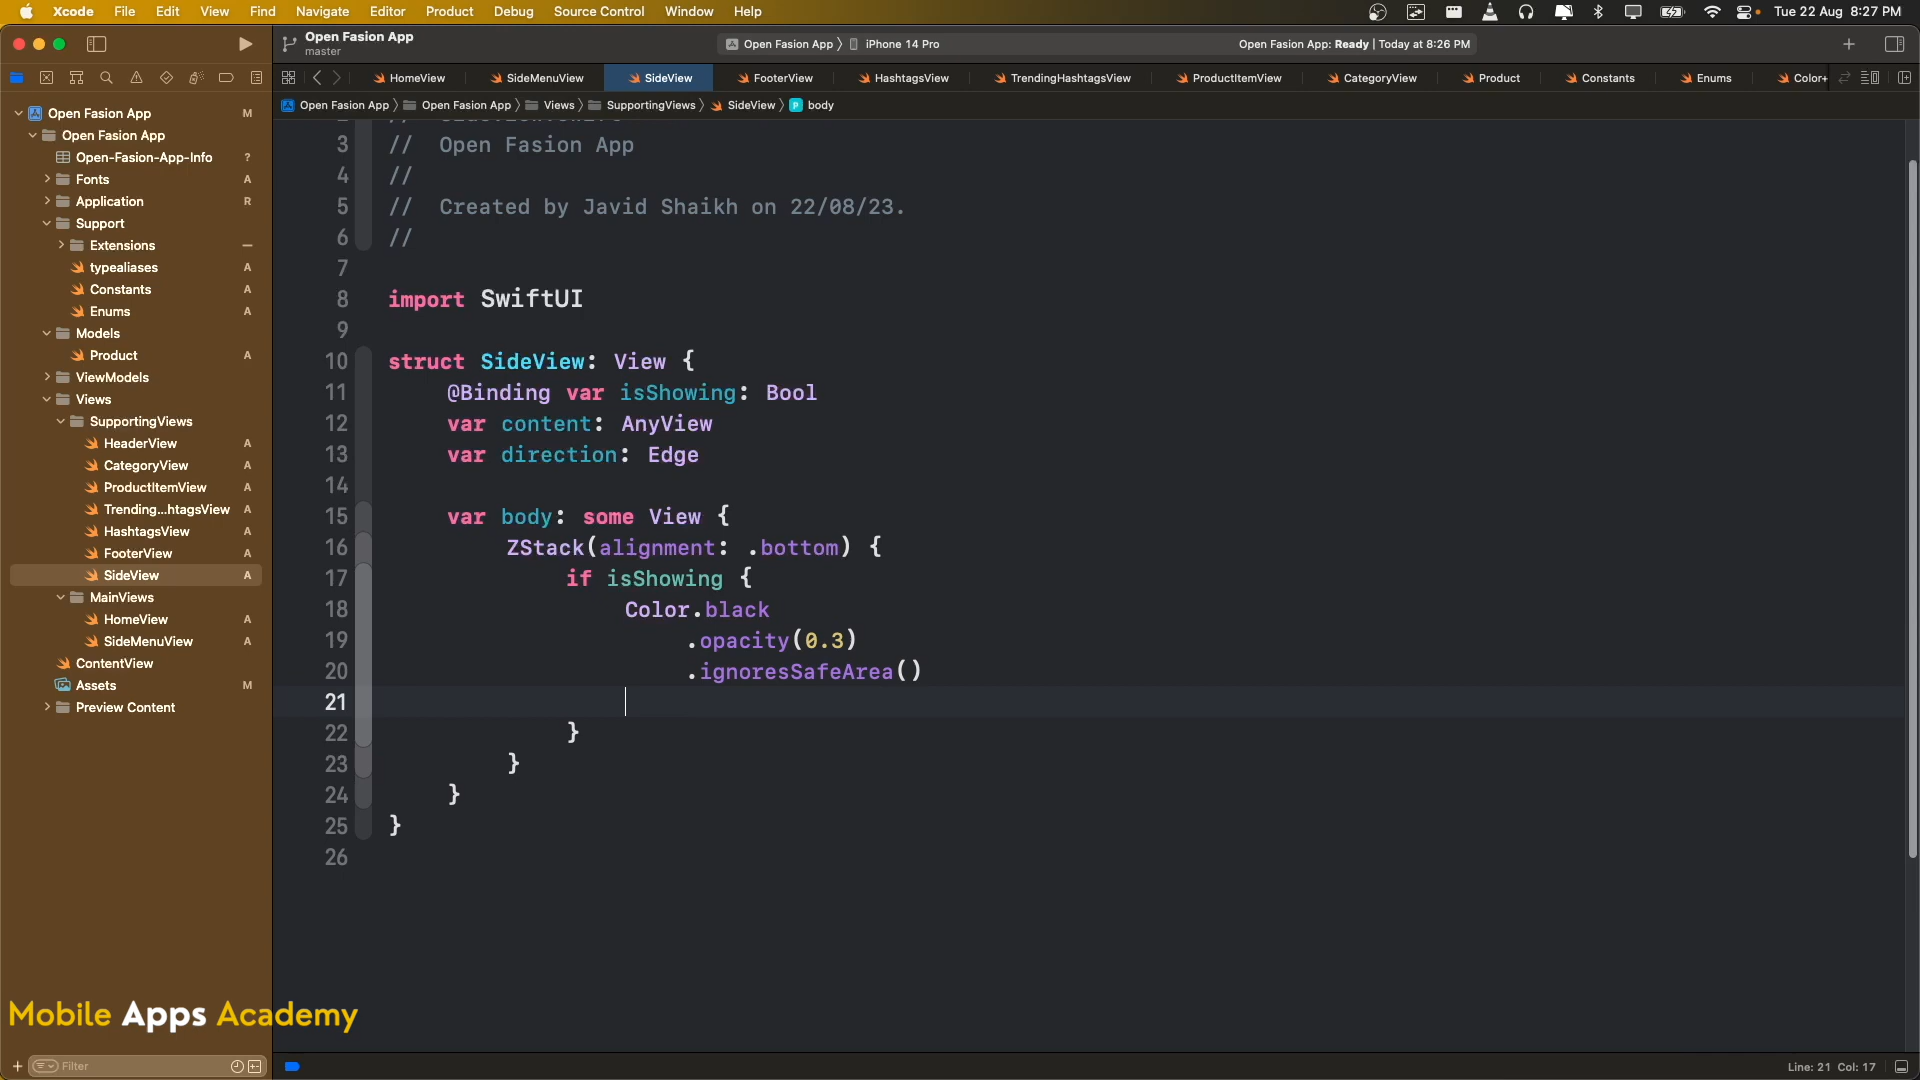 Xcode File Edit View Find Navigate Editor Product Debug Source Control Window Help Tue 22 Aug 8:27 PM
Open Fasion App
master
Open Fasion App iPhone 14 Pro
Open Fasion App: Ready | Today at 8:26 PM
HomeView SideMenuView SideView FooterView HashtagsView TrendingHashtagsView ProductItemView CategoryView Product Constants Enums Color+
Open Fasion App Open Fasion App Views SupportingViews SideView P body
Open Fasion App M
Open Fasion App
Open-Fasion-App-Info ?
Fonts A
Application R
Support
Extensions —
typealiases A
Constants A
Enums A
Models
Product A
ViewModels
Views
SupportingViews
HeaderView A
CategoryView A
ProductItemView A
Trending...htagsView A
HashtagsView A
FooterView A
SideView A
MainViews
HomeView A
SideMenuView A
ContentView
Assets M
Preview Content
3 // Open Fasion App
4 //
5 // Created by Javid Shaikh on 22/08/23.
6 //
7
8 import SwiftUI
9
10 struct SideView: View {
11 @Binding var isShowing: Bool
12 var content: AnyView
13 var direction: Edge
14
15 var body: some View {
16 ZStack(alignment: .bottom) {
17 if isShowing {
18 Color.black
19 .opacity(0.3)
20 .ignoresSafeArea()
21
22 }
23 }
24 }
25 }
26
Mobile Apps Academy
Filter
Line: 21 Col: 17